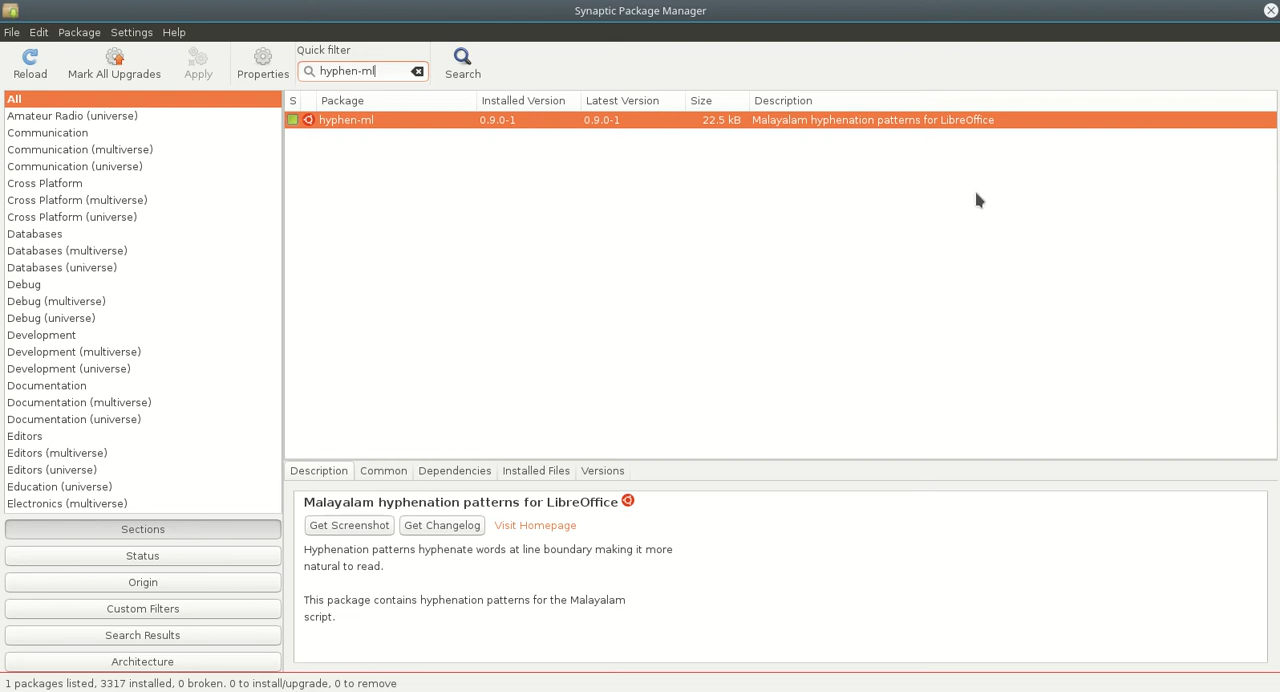 Synaptic Package Manager
File Edit Package Settings Help
Reload
Mark All Upgrades
Apply
Properties
Quick filter
hyphen-ml
Search
All
Amateur Radio (universe)
Communication
Communication (multiverse)
Communication (universe)
Cross Platform
Cross Platform (multiverse)
Cross Platform (universe)
Databases
Databases (multiverse)
Databases (universe)
Debug
Debug (multiverse)
Debug (universe)
Development
Development (multiverse)
Development (universe)
Documentation
Documentation (multiverse)
Documentation (universe)
Editors
Editors (multiverse)
Editors (universe)
Education (universe)
Electronics (multiverse)
Sections
Status
Origin
Custom Filters
Search Results
Architecture
S Package Installed Version Latest Version Size Description
hyphen-ml 0.9.0-1 0.9.0-1 22.5 kB Malayalam hyphenation patterns for LibreOffice
Description Common Dependencies Installed Files Versions
Malayalam hyphenation patterns for LibreOffice
Get Screenshot Get Changelog Visit Homepage
Hyphenation patterns hyphenate words at line boundary making it more
natural to read.
This package contains hyphenation patterns for the Malayalam
script.
1 packages listed, 3317 installed, 0 broken. 0 to install/upgrade, 0 to remove